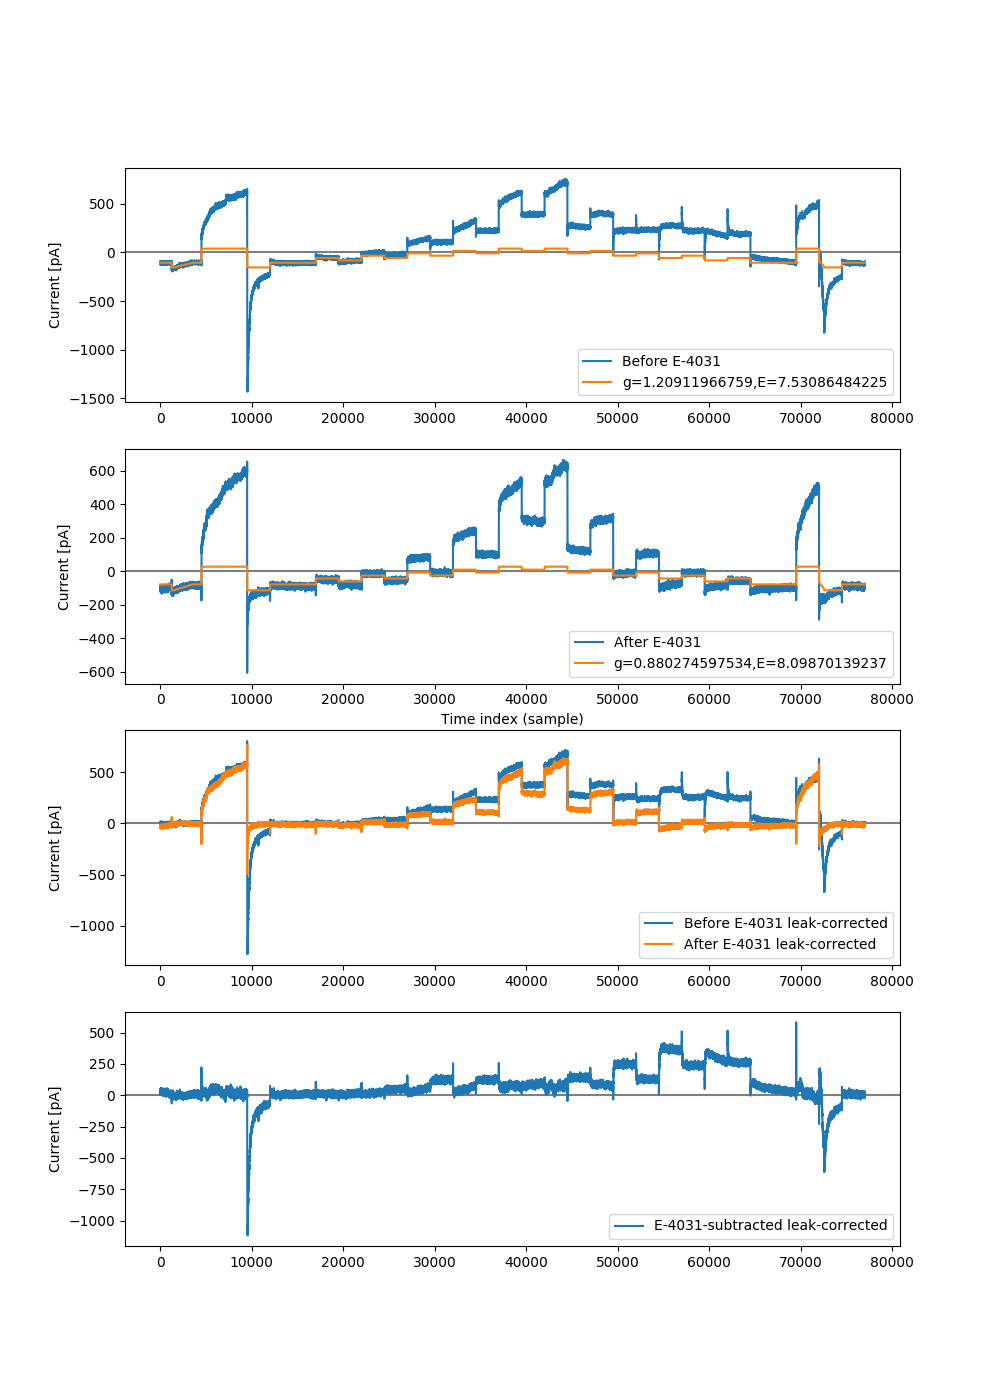 500
0
−500
−1000
−1500
Current [pA]
Before E-4031
g=1.20911966759,E=7.53086484225
0 10000 20000 30000 40000 50000 60000 70000 80000
600
400
200
0
−200
−400
−600
Current [pA]
After E-4031
g=0.880274597534,E=8.09870139237
0 10000 20000 30000 40000 50000 60000 70000 80000
Time index (sample)
500
0
−500
−1000
Current [pA]
Before E-4031 leak-corrected
After E-4031 leak-corrected
0 10000 20000 30000 40000 50000 60000 70000 80000
500
250
0
−250
−500
−750
−1000
Current [pA]
E-4031-subtracted leak-corrected
0 10000 20000 30000 40000 50000 60000 70000 80000